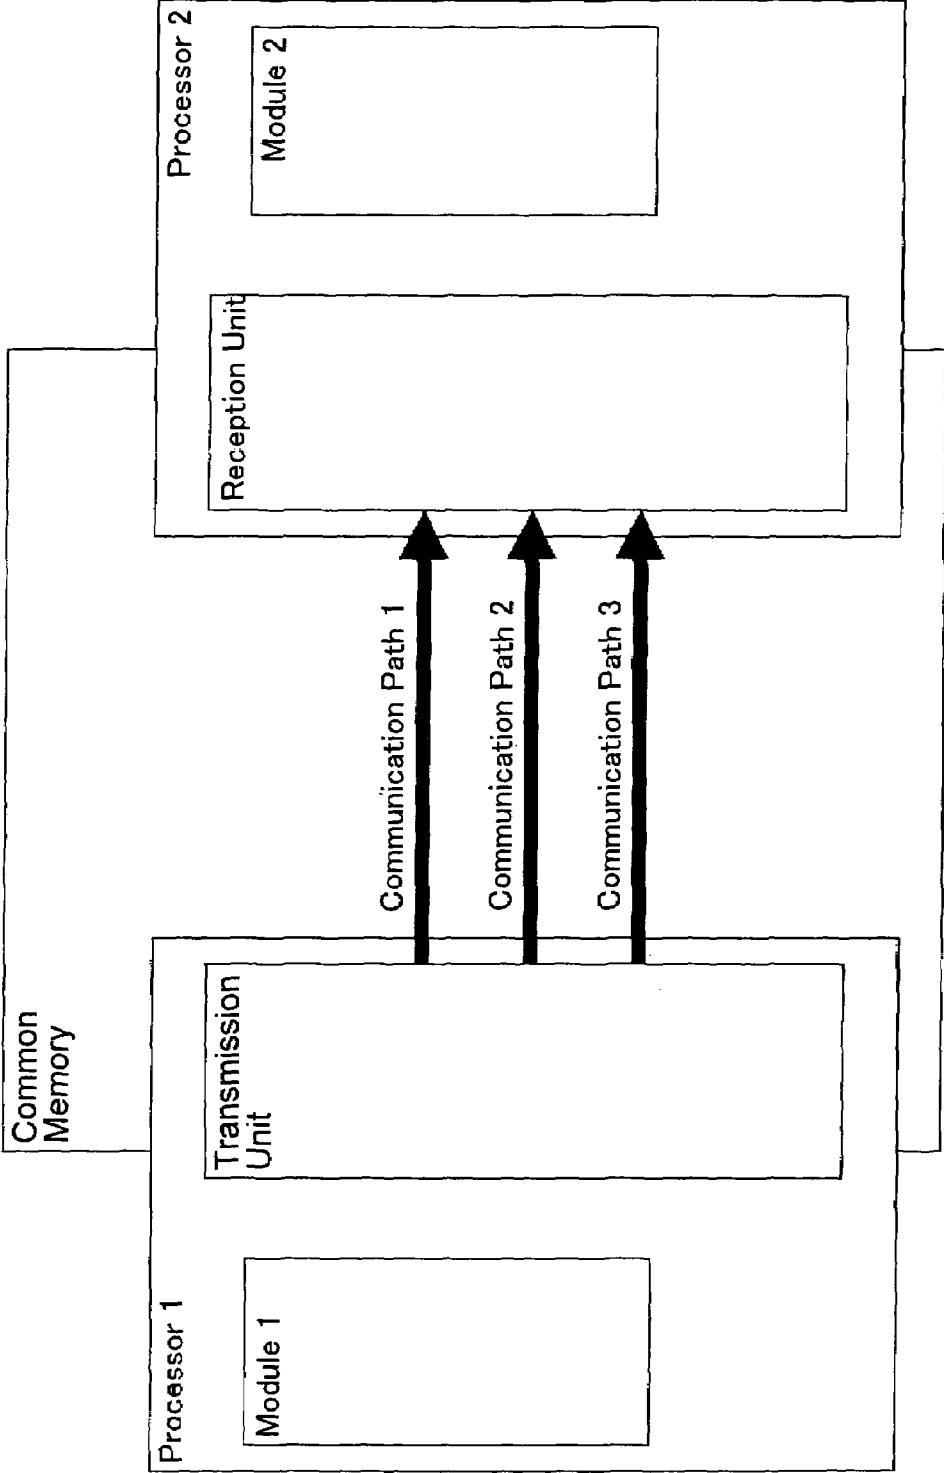 Common
Memory
Processor 1
Module 1
Transmission
Unit
Communication Path 1
Communication Path 2
Communication Path 3
Processor 2
Reception Unit
Module 2